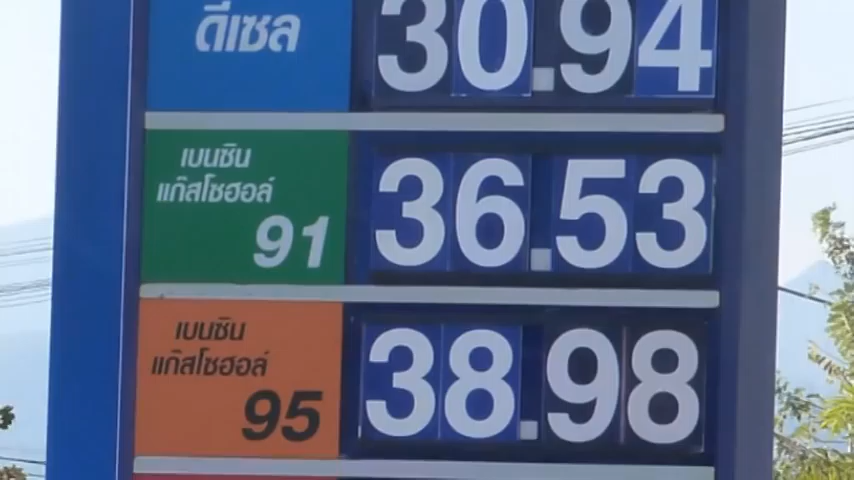 ดีเซล 30.94
เบนซิน
แก๊สโซฮอล์
91 36.53
เบนซิน
แก๊สโซฮอล์
95 38.98